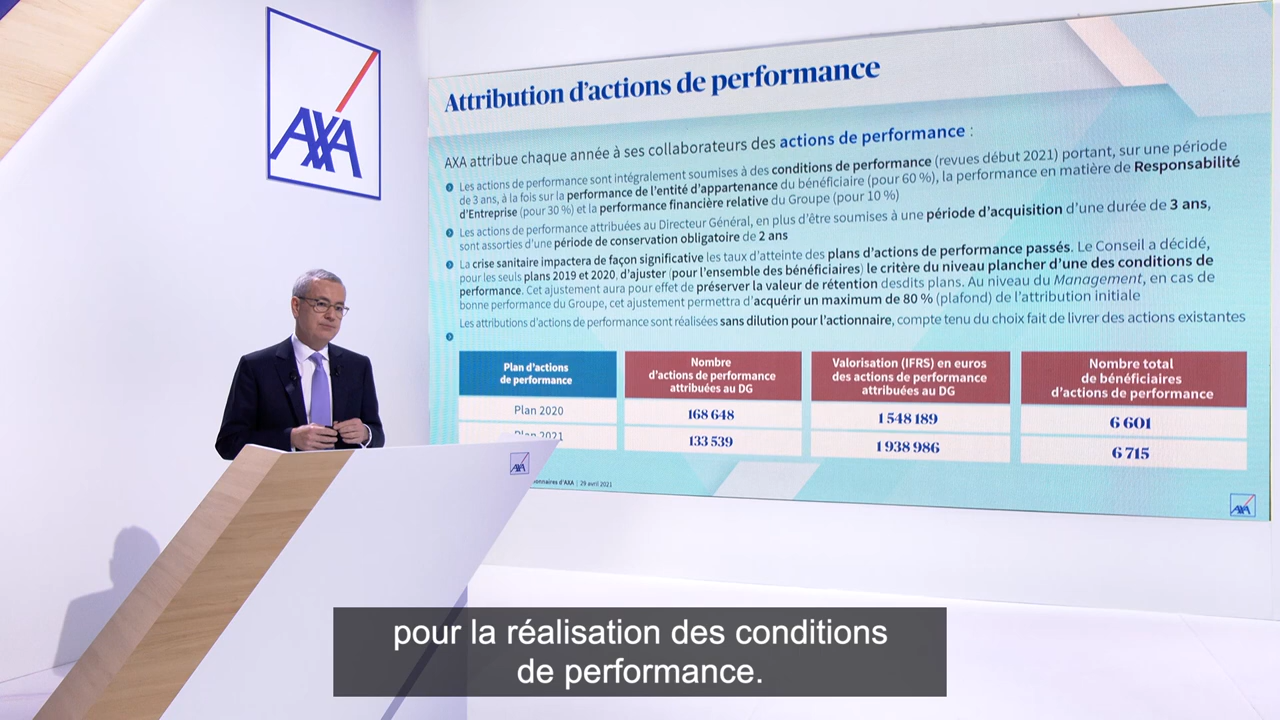 AXA
Attribution d'actions de performance
AXA attribue chaque année à ses collaborateurs des actions de performance :
Les actions de performance sont intégralement soumises à des conditions de performance (revues début 2021) portant, sur une période
de 3 ans, à la fois sur la performance de l'entité d'appartenance du bénéficiaire (pour 60 %), la performance en matière de Responsabilité
d'Entreprise (pour 30 %) et la performance financière relative du Groupe (pour 10 %)
Les actions de performance attribuées au Directeur Général, en plus d'être soumises à une période d'acquisition d'une durée de 3 ans,
sont assorties d'une période de conservation obligatoire de 2 ans
La crise sanitaire impactera de façon significative les taux d'atteinte des plans d'actions de performance passés. Le Conseil a décidé,
pour les seuls plans 2019 et 2020, d'ajuster (pour l'ensemble des bénéficiaires) le critère du niveau plancher d'une des conditions de
performance. Cet ajustement aura pour effet de préserver la valeur de rétention desdits plans. Au niveau du Management, en cas de
bonne performance du Groupe, cet ajustement permettra d'acquérir un maximum de 80 % (plafond) de l'attribution initiale
Les attributions d'actions de performance sont réalisées sans dilution pour l'actionnaire, compte tenu du choix fait de livrer des actions existantes
Plan d'actions
de performance
Nombre
d'actions de performance
attribuées au DG
Valorisation (IFRS) en euros
des actions de performance
attribuées au DG
Nombre total
de bénéficiaires
d'actions de performance
Plan 2020
168 648
1 548 189
6 601
Plan 2021
133 539
1 938 986
6 715
AXA
d'AXA | 29 avril 2021
AXA
pour la réalisation des conditions
de performance.